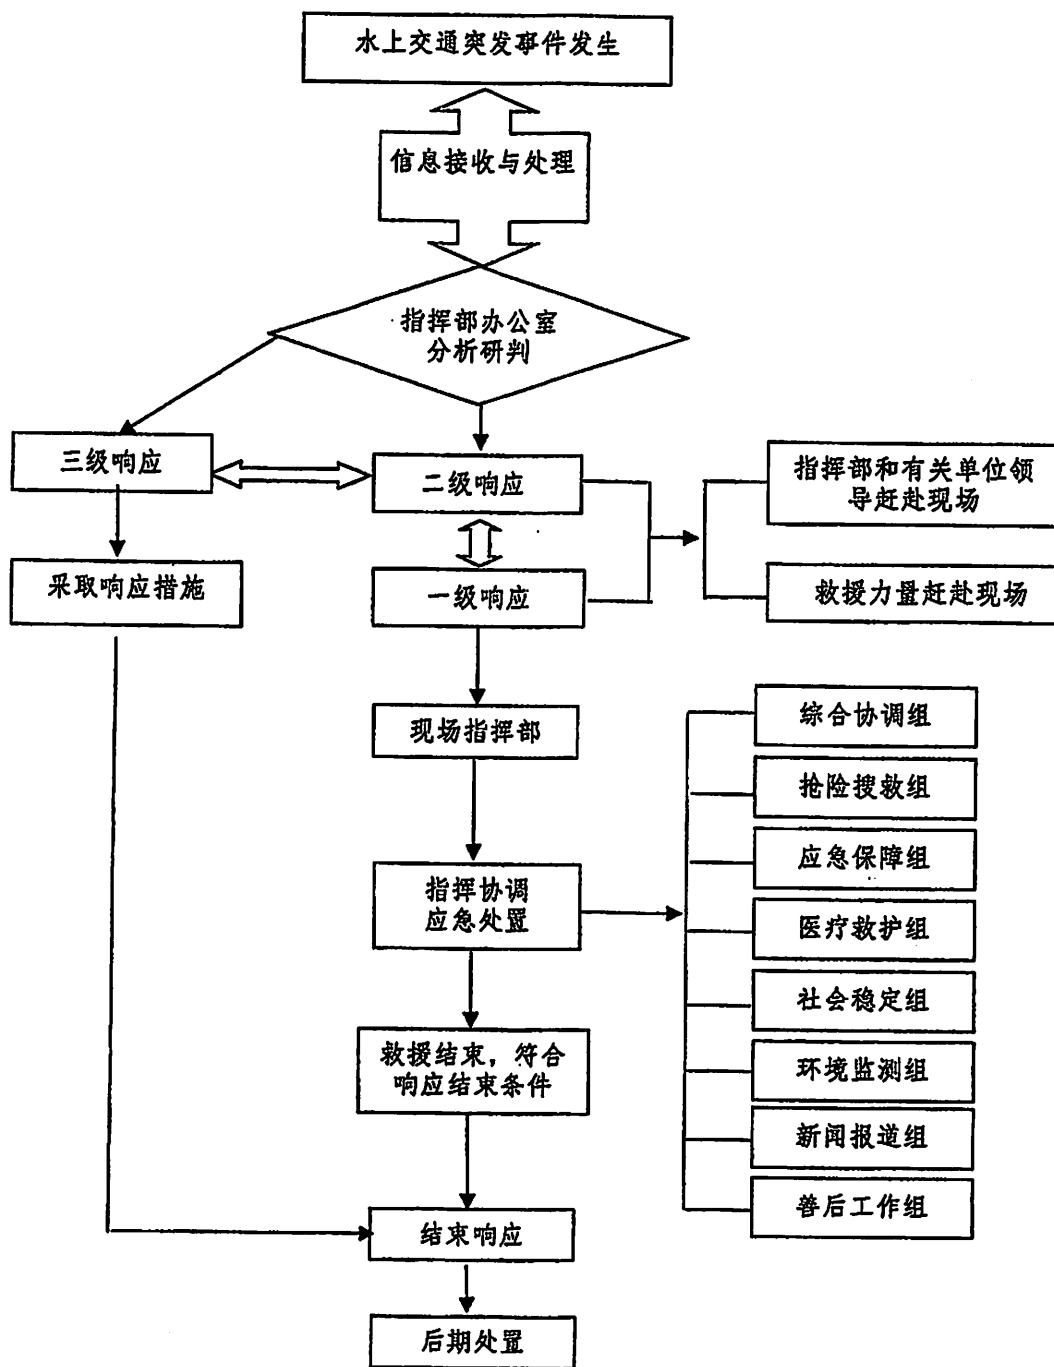 水上交通突发事件发生
信息接收与处理
指挥部办公室
分析研判
三级响应
二级响应
指挥部和有关单位领
导赶赴现场
采取响应措施
一级响应
救援力量赶赴现场
现场指挥部
综合协调组
抢险搜救组
应急保障组
指挥协调
应急处置
医疗救护组
社会稳定组
救援结束，符合
响应结束条件
环境监测组
新闻报道组
善后工作组
结束响应
后期处置